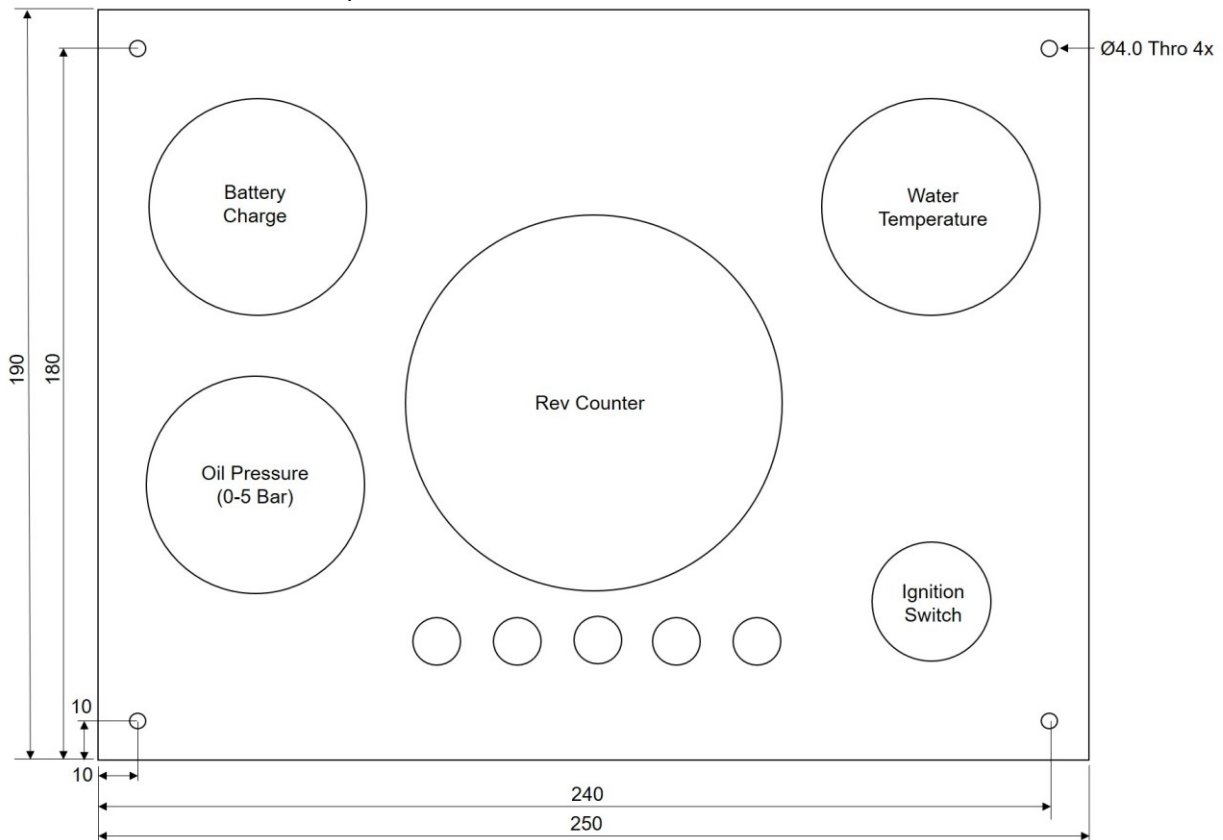 Ø4.0 Thro 4x
Battery
Charge
Water
Temperature
190
180
Rev Counter
Oil Pressure
(0-5 Bar)
Ignition
Switch
10
10
240
250